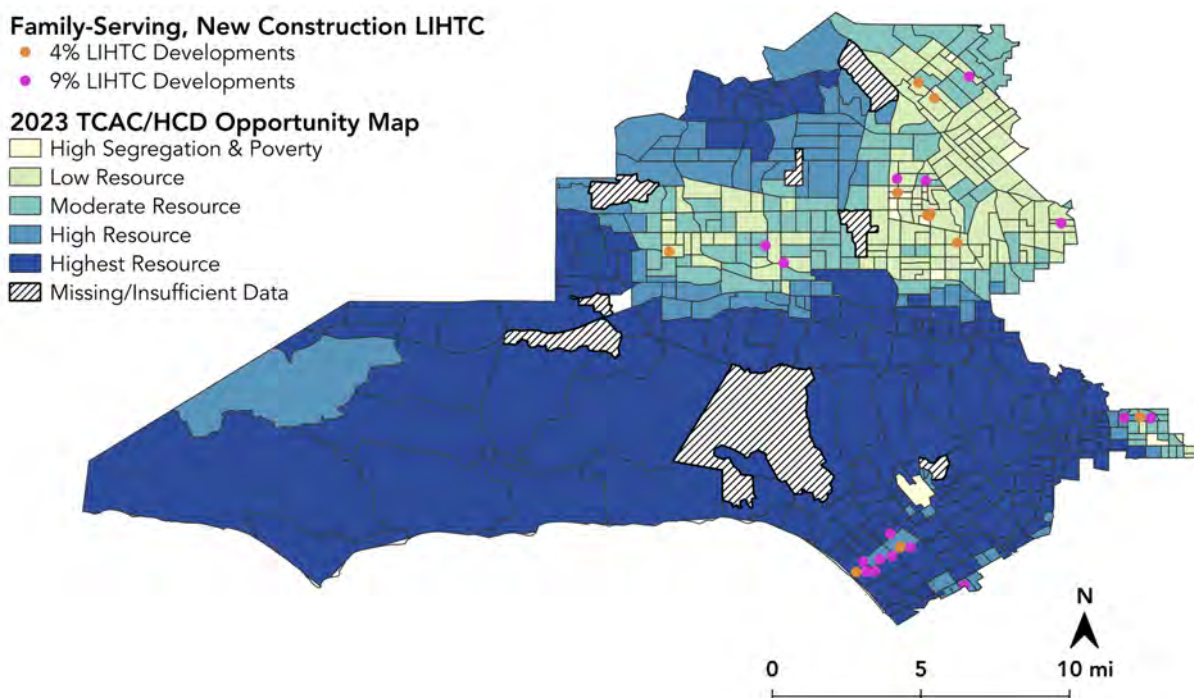 Family-Serving, New Construction LIHTC
4% LIHTC Developments
9% LIHTC Developments
2023 TCAC/HCD Opportunity Map
High Segregation & Poverty
Low Resource
Moderate Resource
High Resource
Highest Resource
Missing/Insufficient Data
N
0 5 10 mi